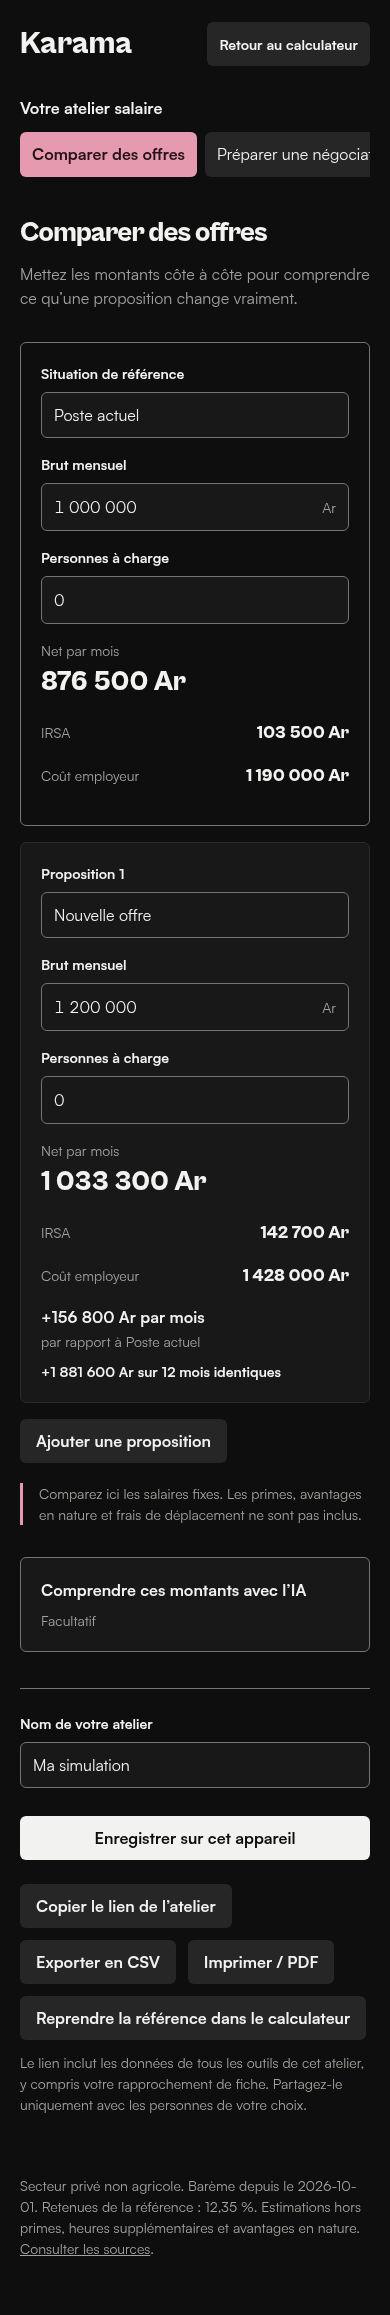 Karama
Retour au calculateur
Votre atelier salaire
Comparer des offres
Préparer une négociat
Comparer des offres
Mettez les montants côte à côte pour comprendre
ce qu’une proposition change vraiment.
Situation de référence
Poste actuel
Brut mensuel
1 000 000 Ar
Personnes à charge
0
Net par mois
876 500 Ar
IRSA 103 500 Ar
Coût employeur 1 190 000 Ar
Proposition 1
Nouvelle offre
Brut mensuel
1 200 000 Ar
Personnes à charge
0
Net par mois
1 033 300 Ar
IRSA 142 700 Ar
Coût employeur 1 428 000 Ar
+156 800 Ar par mois
par rapport à Poste actuel
+1 881 600 Ar sur 12 mois identiques
Ajouter une proposition
Comparez ici les salaires fixes. Les primes, avantages
en nature et frais de déplacement ne sont pas inclus.
Comprendre ces montants avec l’IA
Facultatif
Nom de votre atelier
Ma simulation
Enregistrer sur cet appareil
Copier le lien de l’atelier
Exporter en CSV
Imprimer / PDF
Reprendre la référence dans le calculateur
Le lien inclut les données de tous les outils de cet atelier,
y compris votre rapprochement de fiche. Partagez-le
uniquement avec les personnes de votre choix.
Secteur privé non agricole. Barème depuis le 2026-10-
01. Retenues de la référence : 12,35 %. Estimations hors
primes, heures supplémentaires et avantages en nature.
Consulter les sources.